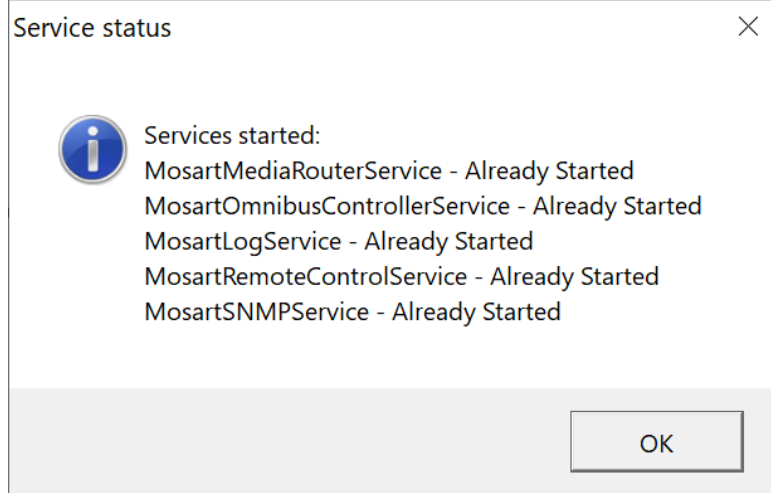 Service status
Services started:
MosartMediaRouterService - Already Started
MosartOmnibusControllerService - Already Started
MosartLogService - Already Started
MosartRemoteControlService - Already Started
MosartSNMPService - Already Started
OK